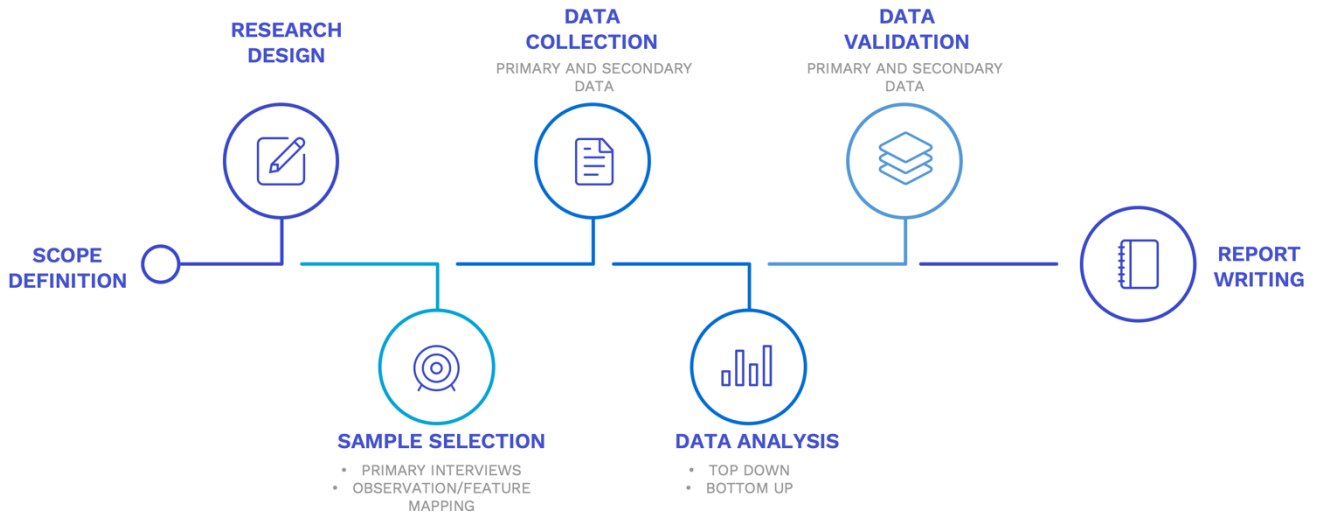 SCOPE
DEFINITION
RESEARCH
DESIGN
SAMPLE SELECTION
• PRIMARY INTERVIEWS
• OBSERVATION/FEATURE
MAPPING
DATA
COLLECTION
PRIMARY AND SECONDARY
DATA
DATA ANALYSIS
• TOP DOWN
• BOTTOM UP
DATA
VALIDATION
PRIMARY AND SECONDARY
DATA
REPORT
WRITING